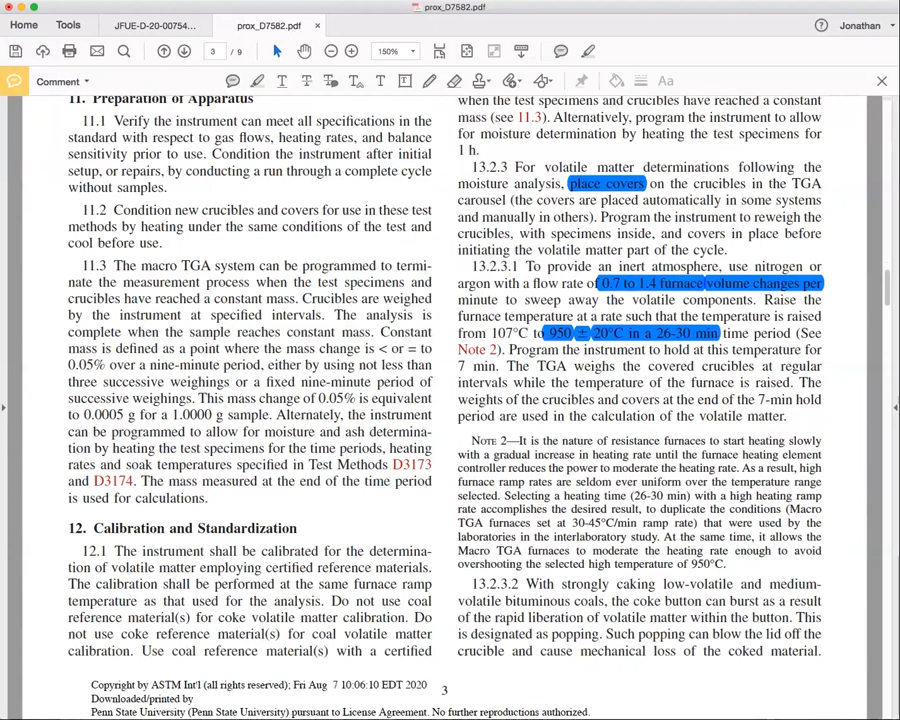 prox_D7582.pdf
Home
Tools
JFUE-D-20-00754...
prox_D7582.pdf
×
Jonathan
3 / 9
150%
Comment
Aa
11. Preparation of Apparatus
11.1 Verify the instrument can meet all specifications in the
standard with respect to gas flows, heating rates, and balance
sensitivity prior to use. Condition the instrument after initial
setup, or repairs, by conducting a run through a complete cycle
without samples.
11.2 Condition new crucibles and covers for use in these test
methods by heating under the same conditions of the test and
cool before use.
11.3 The macro TGA system can be programmed to termi-
nate the measurement process when the test specimens and
crucibles have reached a constant mass. Crucibles are weighed
by the instrument at specified intervals. The analysis is
complete when the sample reaches constant mass. Constant
mass is defined as a point where the mass change is < or = to
0.05% over a nine-minute period, either by using not less than
three successive weighings or a fixed nine-minute period of
successive weighings. This mass change of 0.05% is equivalent
to 0.0005 g for a 1.0000 g sample. Alternately, the instrument
can be programmed to allow for moisture and ash determina-
tion by heating the test specimens for the time periods, heating
rates and soak temperatures specified in Test Methods D3173
and D3174. The mass measured at the end of the time period
is used for calculations.
12. Calibration and Standardization
12.1 The instrument shall be calibrated for the determina-
tion of volatile matter employing certified reference materials.
The calibration shall be performed at the same furnace ramp
temperature as that used for the analysis. Do not use coal
reference material(s) for coke volatile matter calibration. Do
not use coke reference material(s) for coal volatile matter
calibration. Use coal reference material(s) with a certified
when the test specimens and crucibles have reached a constant
mass (see 11.3). Alternatively, program the instrument to allow
for moisture determination by heating the test specimens for
1 h.
13.2.3 For volatile matter determinations following the
moisture analysis, place covers on the crucibles in the TGA
carousel (the covers are placed automatically in some systems
and manually in others). Program the instrument to reweigh the
crucibles, with specimens inside, and covers in place before
initiating the volatile matter part of the cycle.
13.2.3.1 To provide an inert atmosphere, use nitrogen or
argon with a flow rate of 0.7 to 1.4 furnace volume changes per
minute to sweep away the volatile components. Raise the
furnace temperature at a rate such that the temperature is raised
from 107°C to 950 ± 20°C in a 26-30 min time period (See
Note 2). Program the instrument to hold at this temperature for
7 min. The TGA weighs the covered crucibles at regular
intervals while the temperature of the furnace is raised. The
weights of the crucibles and covers at the end of the 7-min hold
period are used in the calculation of the volatile matter.
NOTE 2—It is the nature of resistance furnaces to start heating slowly
with a gradual increase in heating rate until the furnace heating element
controller reduces the power to moderate the heating rate. As a result, high
furnace ramp rates are seldom ever uniform over the temperature range
selected. Selecting a heating time (26-30 min) with a high heating ramp
rate accomplishes the desired result, to duplicate the conditions (Macro
TGA furnaces set at 30-45°C/min ramp rate) that were used by the
laboratories in the interlaboratory study. At the same time, it allows the
Macro TGA furnaces to moderate the heating rate enough to avoid
overshooting the selected high temperature of 950°C.
13.2.3.2 With strongly caking low-volatile and medium-
volatile bituminous coals, the coke button can burst as a result
of the rapid liberation of volatile matter within the button. This
is designated as popping. Such popping can blow the lid off the
crucible and cause mechanical loss of the coked material.
Copyright by ASTM Int'l (all rights reserved); Fri Aug 7 10:06:10 EDT 2020
3
Downloaded/printed by
Penn State University (Penn State University) pursuant to License Agreement. No further reproductions authorized.